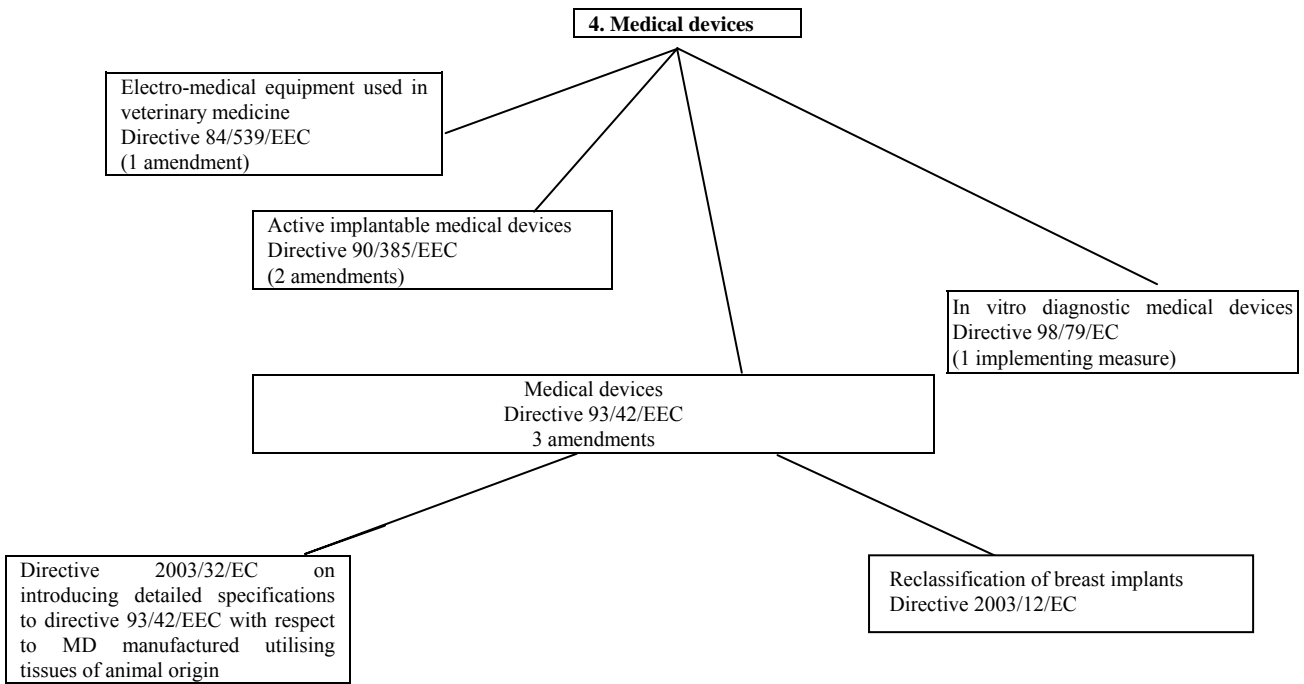 4. Medical devices
Electro-medical equipment used in
veterinary medicine
Directive 84/539/EEC
(1 amendment)
Active implantable medical devices
Directive 90/385/EEC
(2 amendments)
In vitro diagnostic medical devices
Directive 98/79/EC
(1 implementing measure)
Medical devices
Directive 93/42/EEC
3 amendments
Directive 2003/32/EC on
introducing detailed specifications
to directive 93/42/EEC with respect
to MD manufactured utilising
tissues of animal origin
Reclassification of breast implants
Directive 2003/12/EC